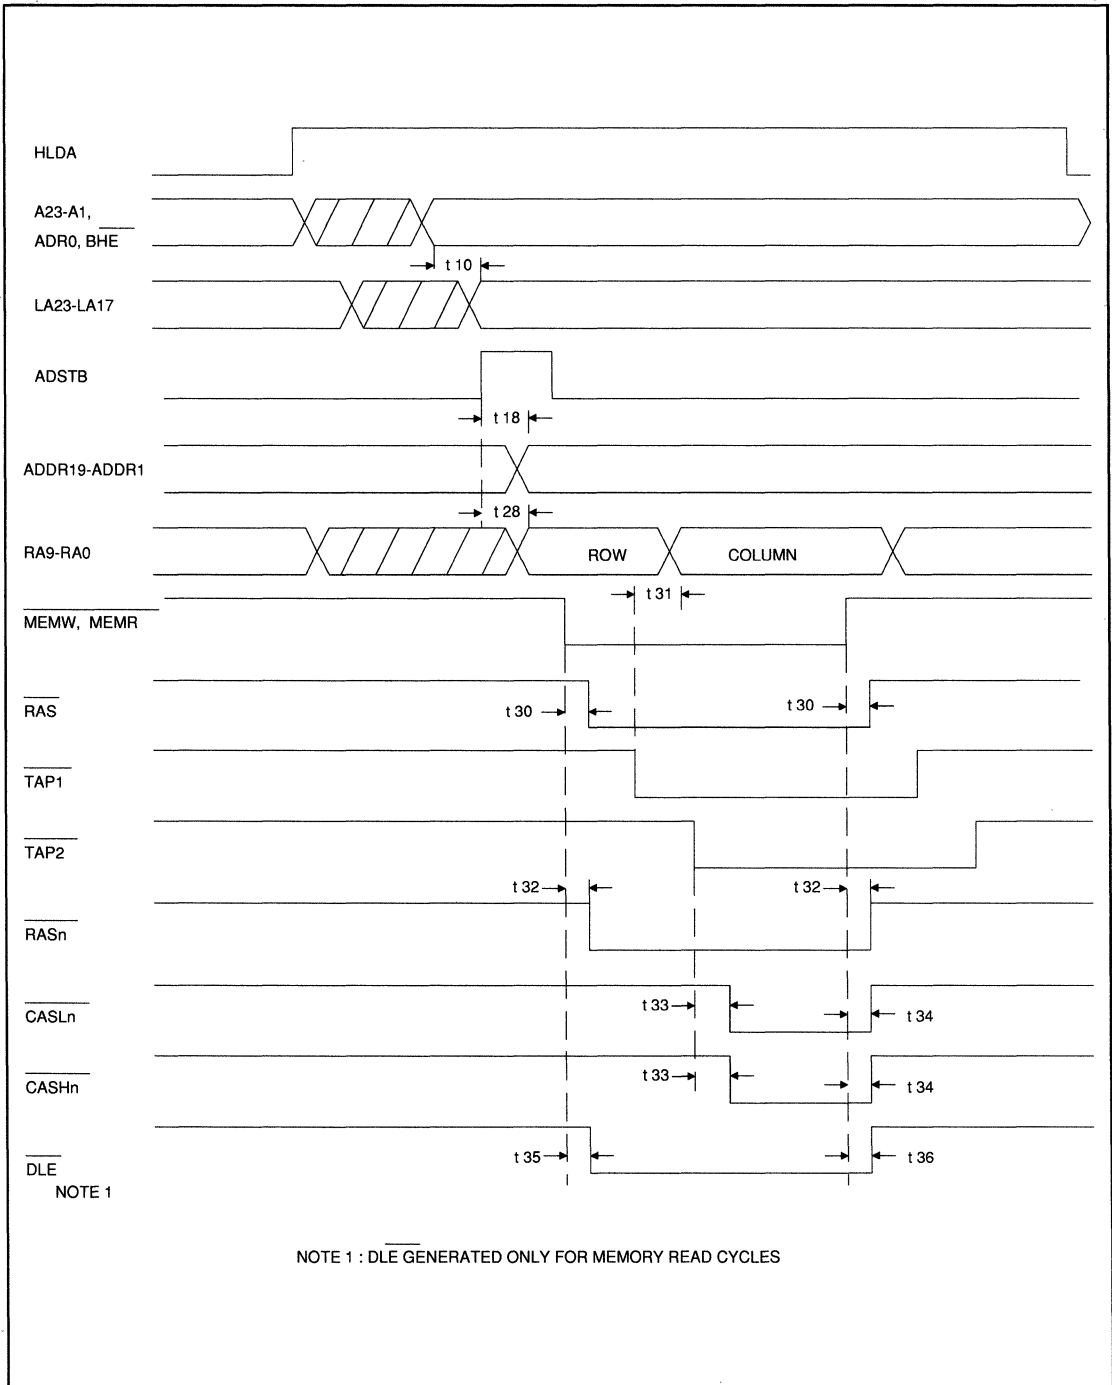 HLDA
A23-A1,
ADR0, BHE
t 10
LA23-LA17
ADSTB
t 18
ADDR19-ADDR1
t 28
RA9-RA0
ROW
COLUMN
t 31
MEMW, MEMR
RAS
t 30
t 30
TAP1
TAP2
t 32
t 32
RASn
t 33
CASLn
t 34
t 33
CASHn
t 34
t 35
t 36
DLE
NOTE 1
NOTE 1 : DLE GENERATED ONLY FOR MEMORY READ CYCLES